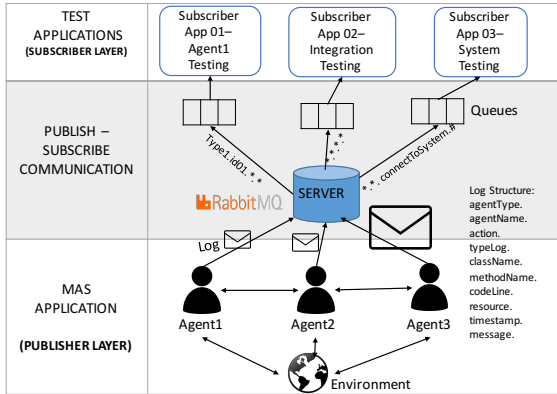 TEST
APPLICATIONS
(SUBSCRIBER LAYER)
Subscriber
App 01–
Agent1
Testing
Subscriber
App 02–
Integration
Testing
Subscriber
App 03–
System
Testing
PUBLISH –
SUBSCRIBE
COMMUNICATION
Queues
Type1.id01.*.*
*.*.*.*
*.*.connectToSystem.#
SERVER
RabbitMQ
Log
Log Structure:
agentType.
agentName.
action.
typeLog.
className.
methodName.
codeLine.
resource.
timestamp.
message.
MAS
APPLICATION
(PUBLISHER LAYER)
Agent1
Agent2
Agent3
Environment